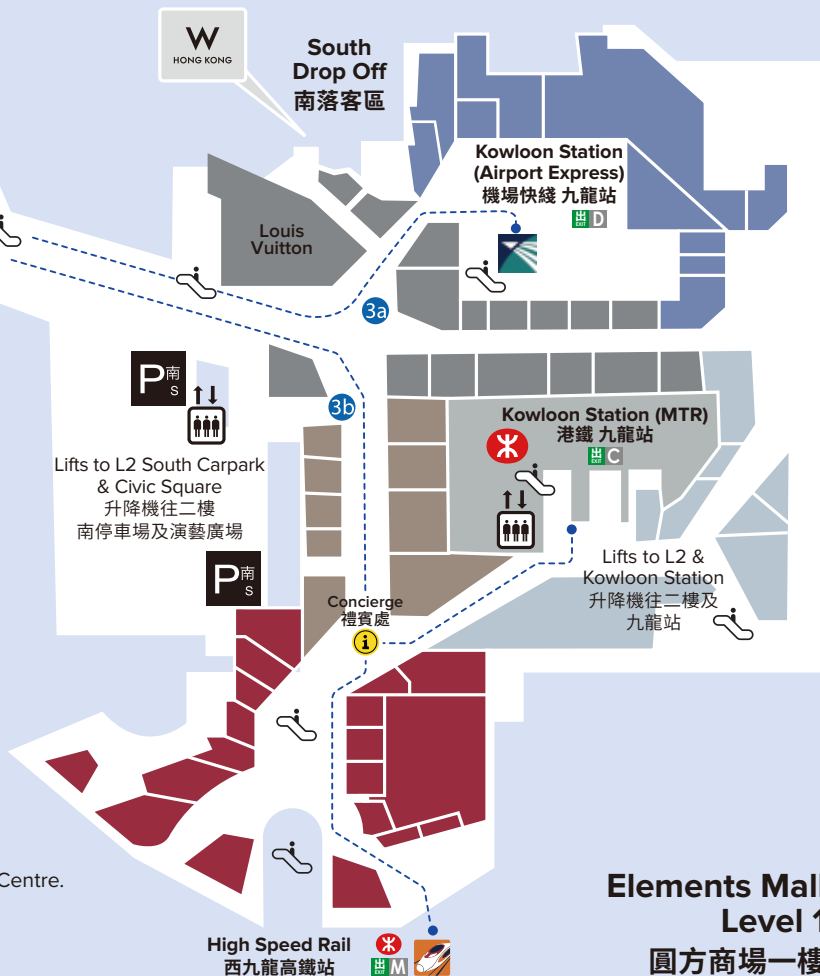 W
HONG KONG
South
Drop Off
南落客區
Kowloon Station
(Airport Express)
機場快綫 九龍站
出 EXIT D
Louis
Vuitton
3a
P南
S
3b
Kowloon Station (MTR)
港鐵 九龍站
出 EXIT C
Lifts to L2 South Carpark
& Civic Square
升降機往二樓
南停車場及演藝廣場
Lifts to L2 &
Kowloon Station
升降機往二樓及
九龍站
P南
S
Concierge
禮賓處
i
Centre.
Elements Mall
Level 1
圓方商場一樓
High Speed Rail
西九龍高鐵站
出 EXIT M